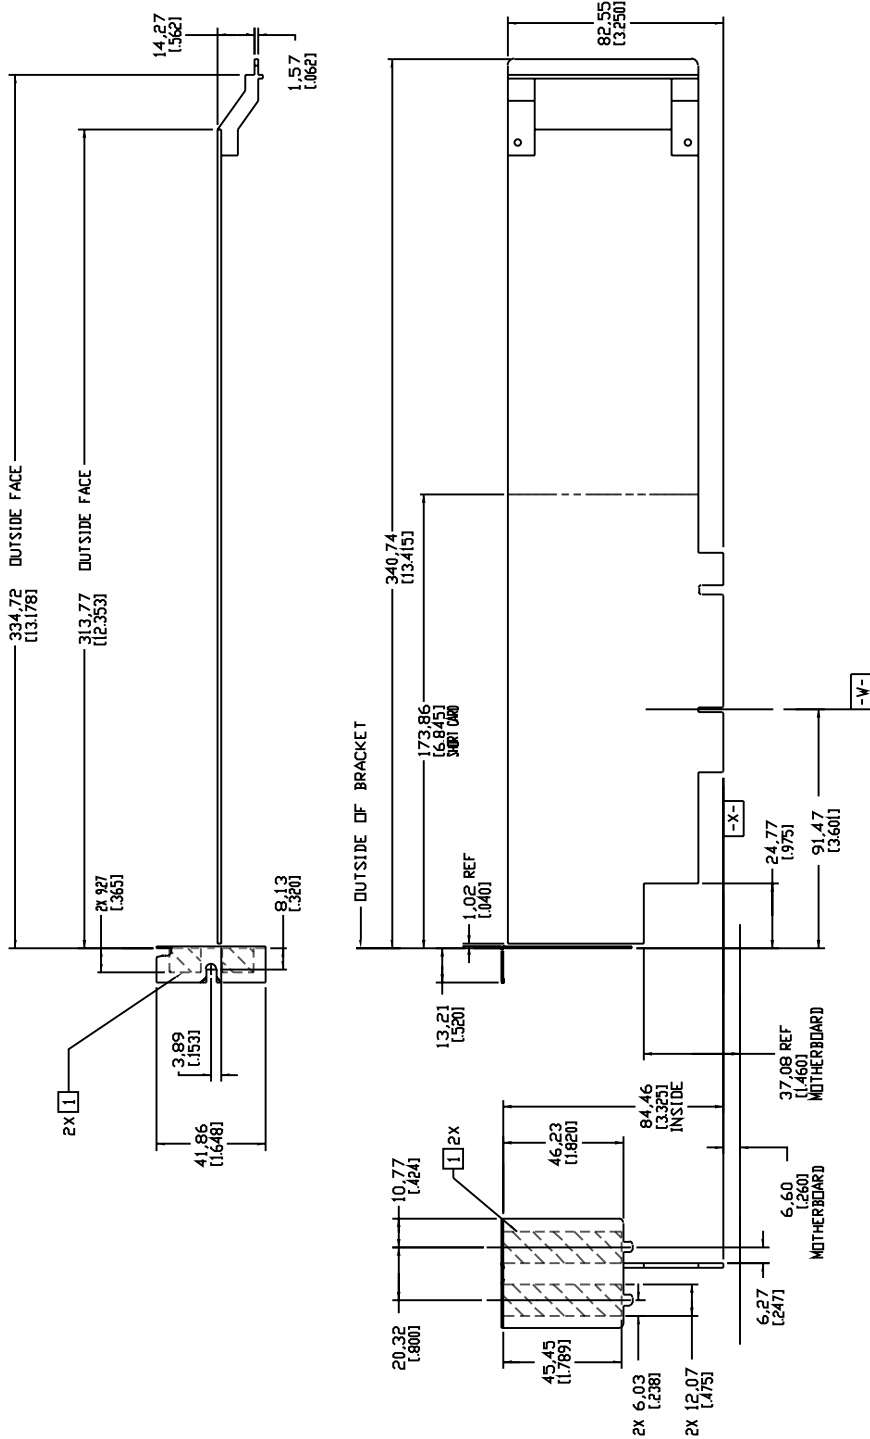 334,72 OUTSIDE FACE
[13.178]
313,77 OUTSIDE FACE
[12.353]
14,27
[.562]
1,57
[.062]
2X 9.27
[.365]
8,13
[.320]
3,89
[.153]
41,86
[1.648]
2X 1
OUTSIDE OF BRACKET
340,74
[13.415]
173,86
[6.845]
SHORT CARD
82,55
[3.250]
1,02 REF
[.040]
13,21
[.520]
-X-
24,77
[.975]
91,47
[3.601]
-W-
37,08 REF
[1.460]
MOTHERBOARD
84,46
[3.325]
INSIDE
6,60
[.260]
MOTHERBOARD
46,23
[1.820]
1 2X
10,77
[.424]
20,32
[.800]
45,45
[1.789]
2X 6,03
[.238]
2X 12,07
[.475]
6,27
[.247]